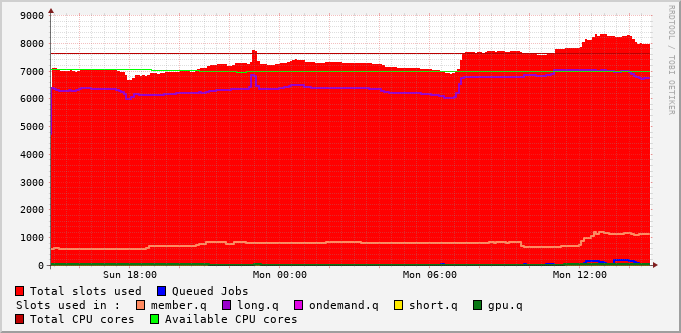 9000
8000
7000
6000
5000
4000
3000
2000
1000
0
Sun 18:00 Mon 00:00 Mon 06:00 Mon 12:00
RRDTOOL / TOBI OETIKER
Total slots used Queued Jobs
Slots used in : member.q long.q ondemand.q short.q gpu.q
Total CPU cores Available CPU cores